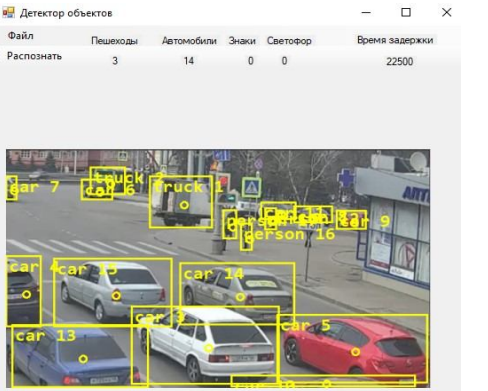 Детектор объектов
Файл
Пешеходы Автомобили Знаки Светофор Время задержки
Распознать
3 14 0 0 22500
truck 2
car 7 car 6 truck 1
car 9
person 16
car 4 car 15 car 14
car 3 car 5
car 13